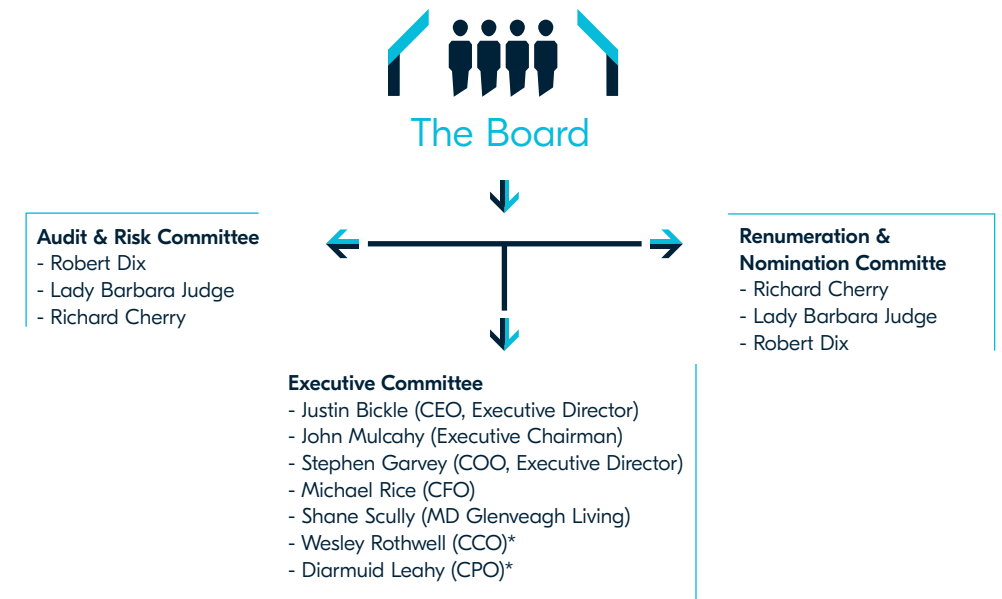 The Board
Audit & Risk Committee
- Robert Dix
- Lady Barbara Judge
- Richard Cherry
Renumeration &
Nomination Committe
- Richard Cherry
- Lady Barbara Judge
- Robert Dix
Executive Committee
- Justin Bickle (CEO, Executive Director)
- John Mulcahy (Executive Chairman)
- Stephen Garvey (COO, Executive Director)
- Michael Rice (CFO)
- Shane Scully (MD Glenveagh Living)
- Wesley Rothwell (CCO)*
- Diarmuid Leahy (CPO)*